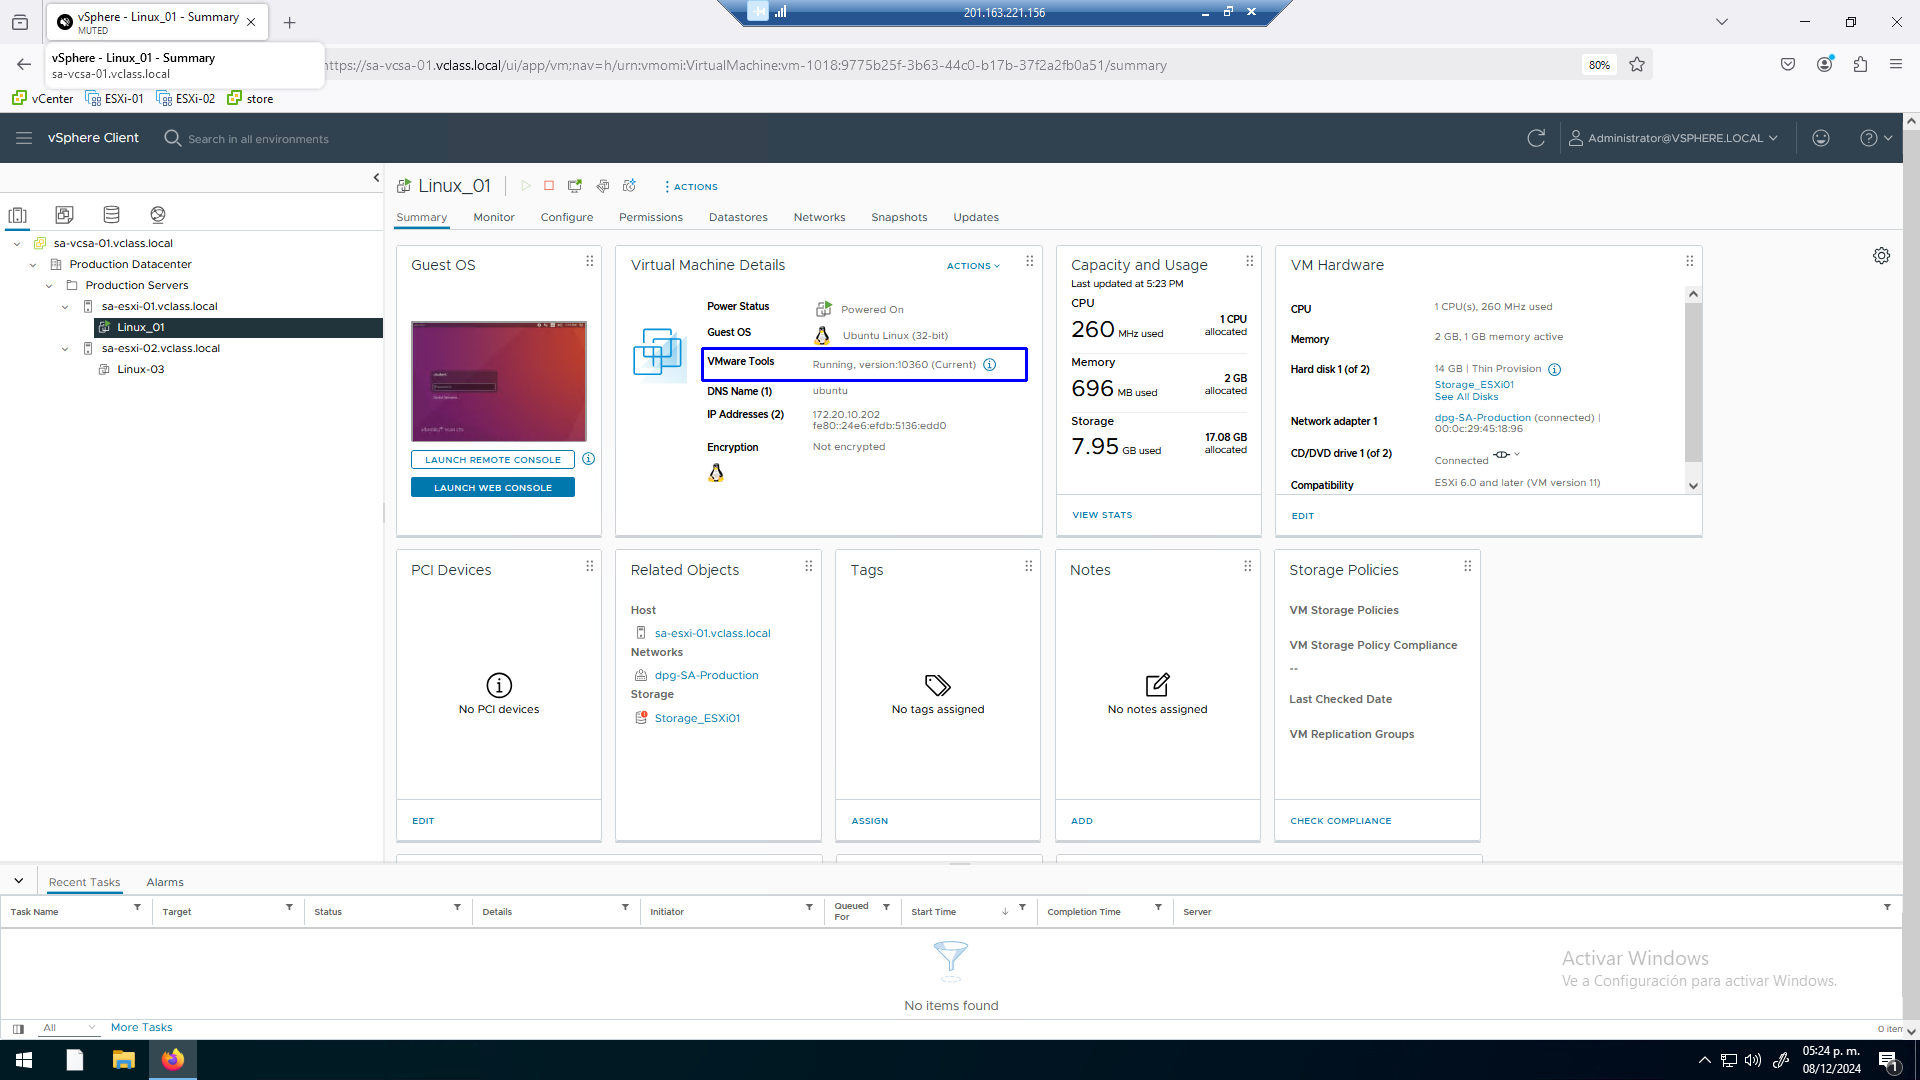 vSphere - Linux_01 - Summary
MUTED
201.163.221.156
vSphere - Linux_01 - Summary
sa-vcsa-01.vclass.local
https://sa-vcsa-01.vclass.local/ui/app/vm;nav=h/urn:vmomi:VirtualMachine:vm-1018:9775b25f-3b63-44c0-b17b-37f2a2fb0a51/summary
80%
vCenter
ESXi-01
ESXi-02
store
vSphere Client
Search in all environments
Administrator@VSPHERE.LOCAL
Linux_01
ACTIONS
Summary
Monitor
Configure
Permissions
Datastores
Networks
Snapshots
Updates
sa-vcsa-01.vclass.local
Production Datacenter
Production Servers
sa-esxi-01.vclass.local
Linux_01
sa-esxi-02.vclass.local
Linux-03
Guest OS
LAUNCH REMOTE CONSOLE
LAUNCH WEB CONSOLE
Virtual Machine Details
ACTIONS
Power Status
Powered On
Guest OS
Ubuntu Linux (32-bit)
VMware Tools
Running, version:10360 (Current)
DNS Name (1)
ubuntu
IP Addresses (2)
172.20.10.202
fe80::24e6:efdb:5136:edd0
Encryption
Not encrypted
Capacity and Usage
Last updated at 5:23 PM
CPU
260 MHz used
1 CPU
allocated
Memory
696 MB used
2 GB
allocated
Storage
7.95 GB used
17.08 GB
allocated
VIEW STATS
VM Hardware
CPU
1 CPU(s), 260 MHz used
Memory
2 GB, 1 GB memory active
Hard disk 1 (of 2)
14 GB | Thin Provision
Storage_ESXi01
See All Disks
Network adapter 1
dpg-SA-Production (connected) |
00:0c:29:45:18:96
CD/DVD drive 1 (of 2)
Connected
Compatibility
ESXi 6.0 and later (VM version 11)
EDIT
PCI Devices
No PCI devices
EDIT
Related Objects
Host
sa-esxi-01.vclass.local
Networks
dpg-SA-Production
Storage
Storage_ESXi01
Tags
No tags assigned
ASSIGN
Notes
No notes assigned
ADD
Storage Policies
VM Storage Policies
VM Storage Policy Compliance
--
Last Checked Date
VM Replication Groups
CHECK COMPLIANCE
Recent Tasks
Alarms
Task Name
Target
Status
Details
Initiator
Queued
For
Start Time
Completion Time
Server
No items found
Activar Windows
Ve a Configuración para activar Windows.
All
More Tasks
0 item
05:24 p. m.
08/12/2024
1